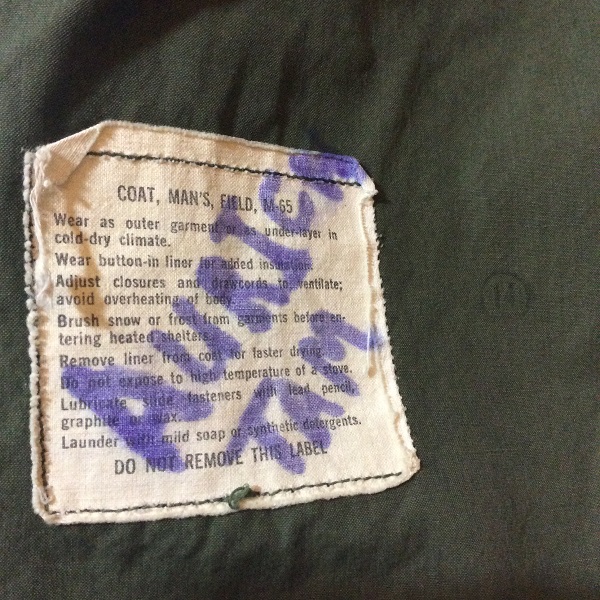 COAT, MAN'S, FIELD, M-65
Wear as outer garment or as under-layer in
cold-dry climate.
Wear button-in liner for added insulation.
Adjust closures and drawcords to ventilate;
avoid overheating of body.
Brush snow or frost from garments before en-
tering heated shelters.
Remove liner from coat for faster drying.
Do not expose to high temperature of a stove.
Lubricate slide fasteners with lead pencil,
graphite or wax.
Launder with mild soap or synthetic detergents.
DO NOT REMOVE THIS LABEL